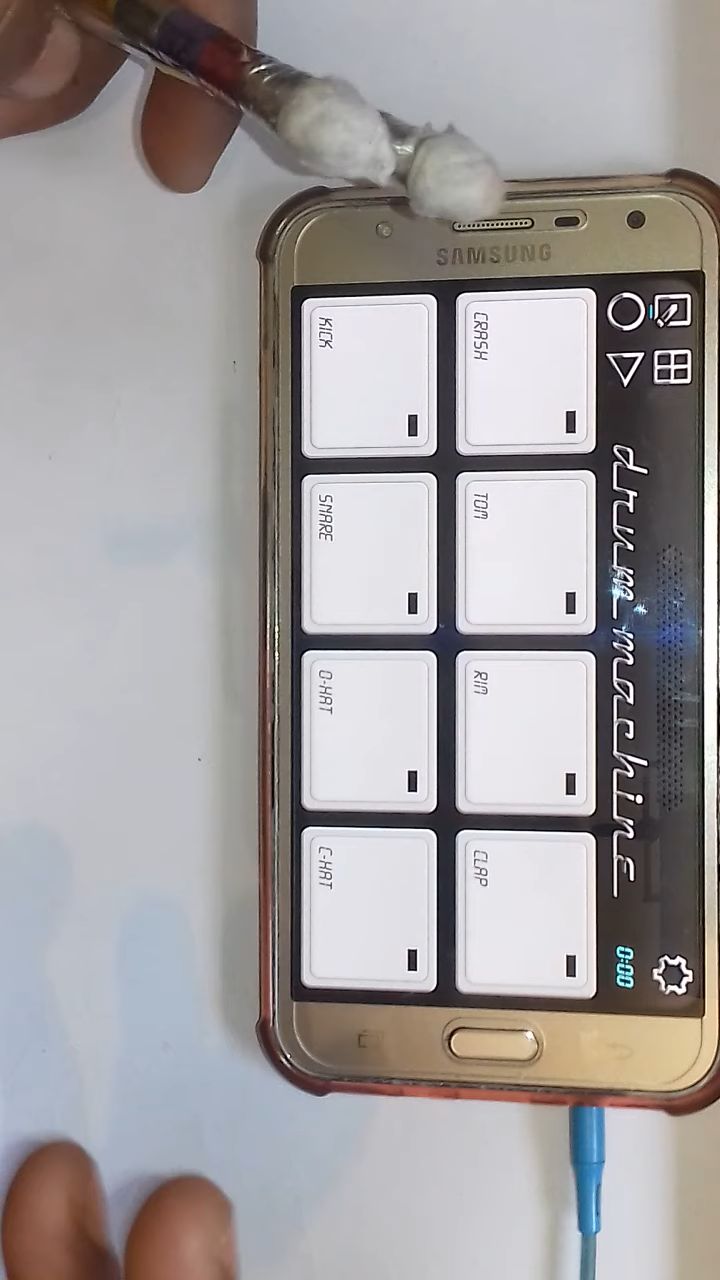 SAMSUNG
drum machine
0:00
CRASH
TOM
RIM
CLAP
KICK
SNARE
O-HAT
C-HAT